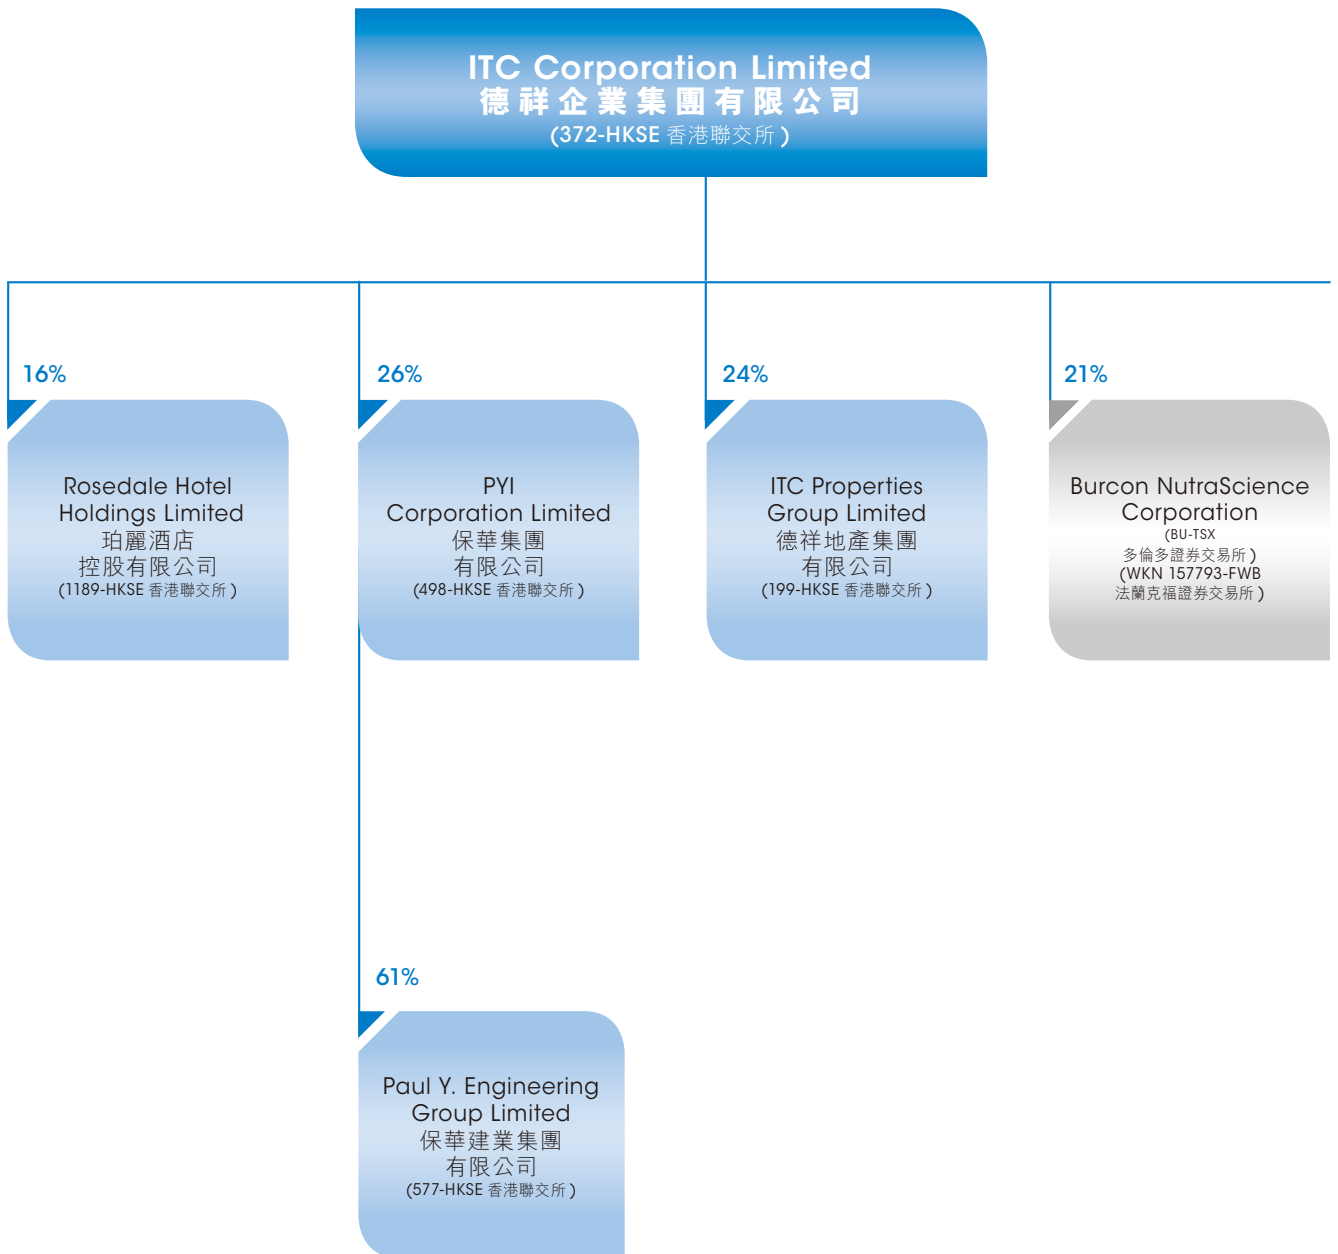 ITC Corporation Limited
德祥企業集團有限公司
(372-HKSE 香港聯交所)
16%
Rosedale Hotel
Holdings Limited
珀麗酒店
控股有限公司
(1189-HKSE 香港聯交所)
26%
PYI
Corporation Limited
保華集團
有限公司
(498-HKSE 香港聯交所)
24%
ITC Properties
Group Limited
德祥地產集團
有限公司
(199-HKSE 香港聯交所)
21%
Burcon NutraScience
Corporation
(BU-TSX
多倫多證券交易所)
(WKN 157793-FWB
法蘭克福證券交易所)
61%
Paul Y. Engineering
Group Limited
保華建業集團
有限公司
(577-HKSE 香港聯交所)